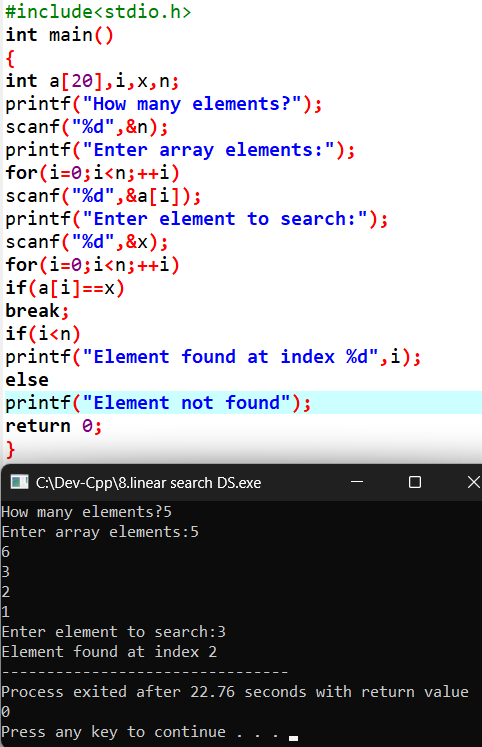 #include<stdio.h>
int main()
{
int a[20],i,x,n;
printf("How many elements?");
scanf("%d",&n);
printf("Enter array elements:");
for(i=0;i<n;++i)
scanf("%d",&a[i]);
printf("Enter element to search:");
scanf("%d",&x);
for(i=0;i<n;++i)
if(a[i]==x)
break;
if(i<n)
printf("Element found at index %d",i);
else
printf("Element not found");
return 0;
}
C:\Dev-Cpp\8.linear search DS.exe
How many elements?5
Enter array elements:5
6
3
2
1
Enter element to search:3
Element found at index 2
--------------------------------
Process exited after 22.76 seconds with return value
0
Press any key to continue . . .